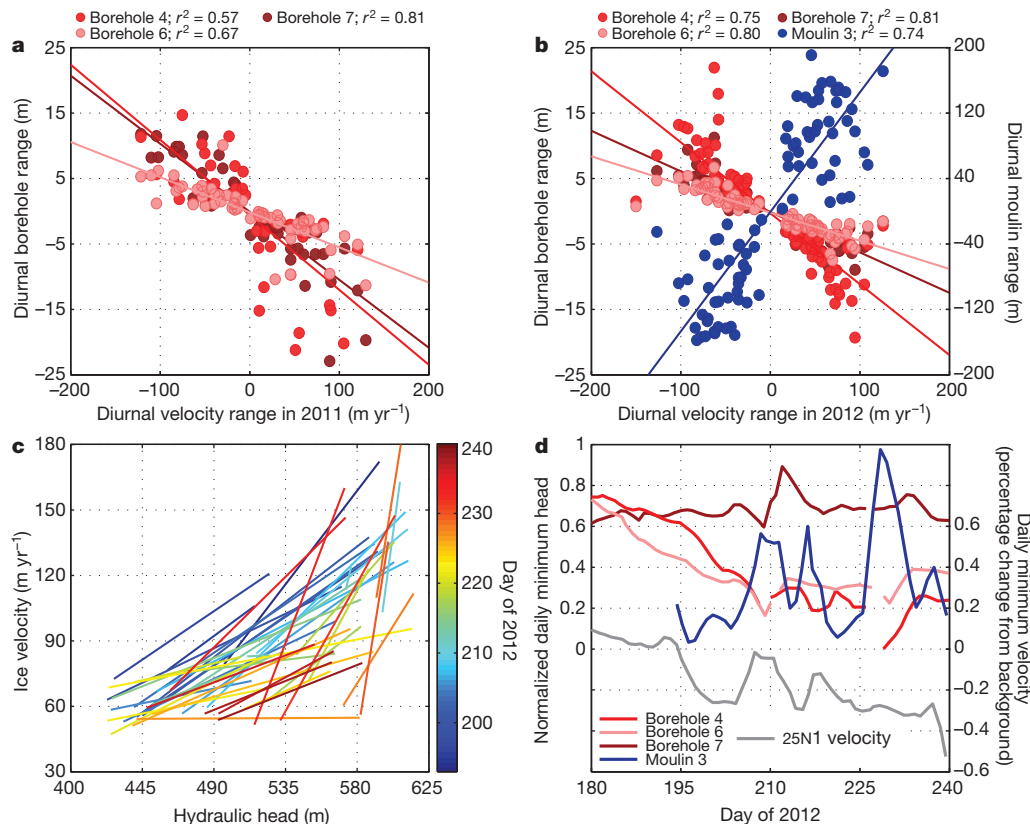 Borehole 4; r² = 0.57 Borehole 7; r² = 0.81
Borehole 6; r² = 0.67
a
Diurnal borehole range (m)
25
15
5
−5
−15
−25
−200 −100 0 100 200
Diurnal velocity range in 2011 (m yr⁻¹)
Borehole 4; r² = 0.75 Borehole 7; r² = 0.81
Borehole 6; r² = 0.80 Moulin 3; r² = 0.74
b
Diurnal borehole range (m)
25
15
5
−5
−15
−25
200
120
40
−40
−120
−200
Diurnal moulin range (m)
−200 −100 0 100 200
Diurnal velocity range in 2012 (m yr⁻¹)
c
Ice velocity (m yr⁻¹)
180
150
120
90
60
30
400 445 490 535 580 625
Hydraulic head (m)
240
230
220
210
200
Day of 2012
d
Normalized daily minimum head
1
0.8
0.6
0.4
0.2
0
0.6
0.4
0.2
0
−0.2
−0.4
−0.6
Daily minimum velocity
(percentage change from background)
Borehole 4
Borehole 6
Borehole 7
Moulin 3
25N1 velocity
180 195 210 225 240
Day of 2012